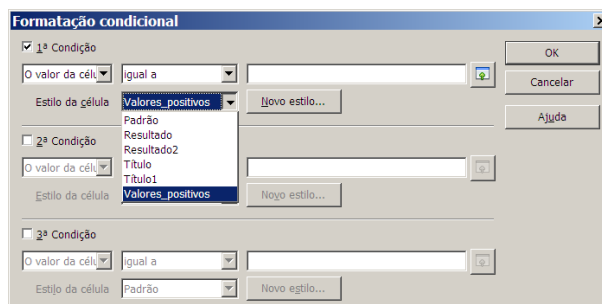 Formatação condicional
1ª Condição
OK
O valor da célu igual a
Cancelar
Estilo da célula Valores_positivos Novo estilo...
Ajuda
Padrão
Resultado
Resultado2
Título
Título1
Valores_positivos
2ª Condição
O valor da célu
Estilo da célula Novo estilo...
3ª Condição
O valor da célu igual a
Estilo da célula Padrão Novo estilo...